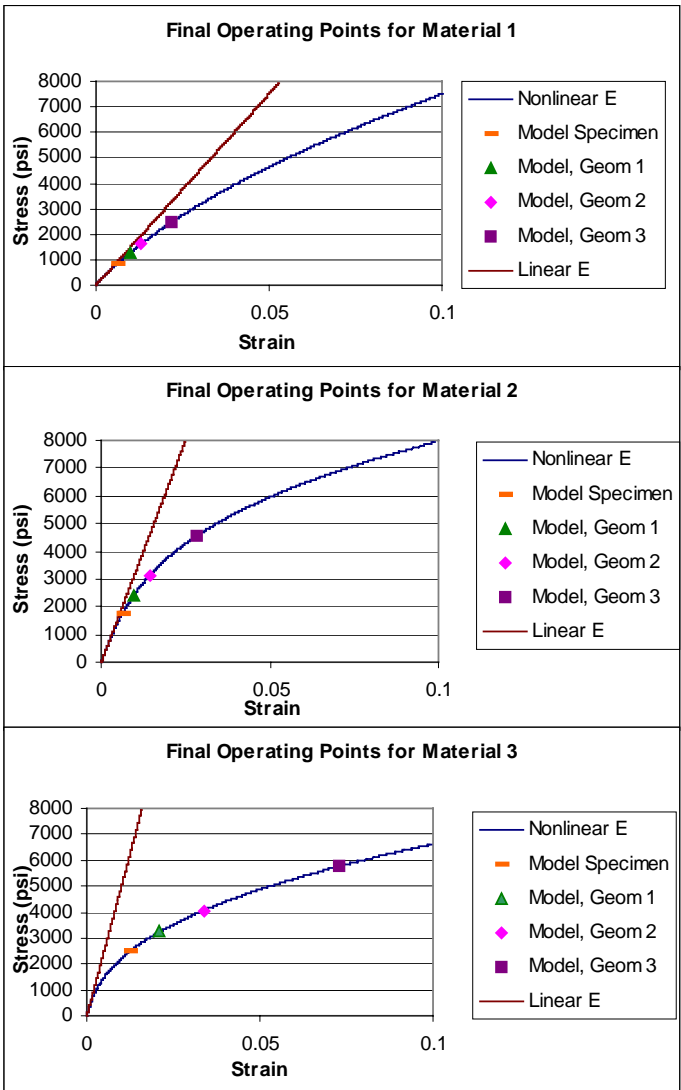 Final Operating Points for Material 1
8000
7000
6000
5000
4000
3000
2000
1000
0
Stress (psi)
0
0.05
0.1
Strain
Nonlinear E
Model Specimen
Model, Geom 1
Model, Geom 2
Model, Geom 3
Linear E
Final Operating Points for Material 2
8000
7000
6000
5000
4000
3000
2000
1000
0
Stress (psi)
0
0.05
0.1
Strain
Nonlinear E
Model Specimen
Model, Geom 1
Model, Geom 2
Model, Geom 3
Linear E
Final Operating Points for Material 3
8000
7000
6000
5000
4000
3000
2000
1000
0
Stress (psi)
0
0.05
0.1
Strain
Nonlinear E
Model Specimen
Model, Geom 1
Model, Geom 2
Model, Geom 3
Linear E